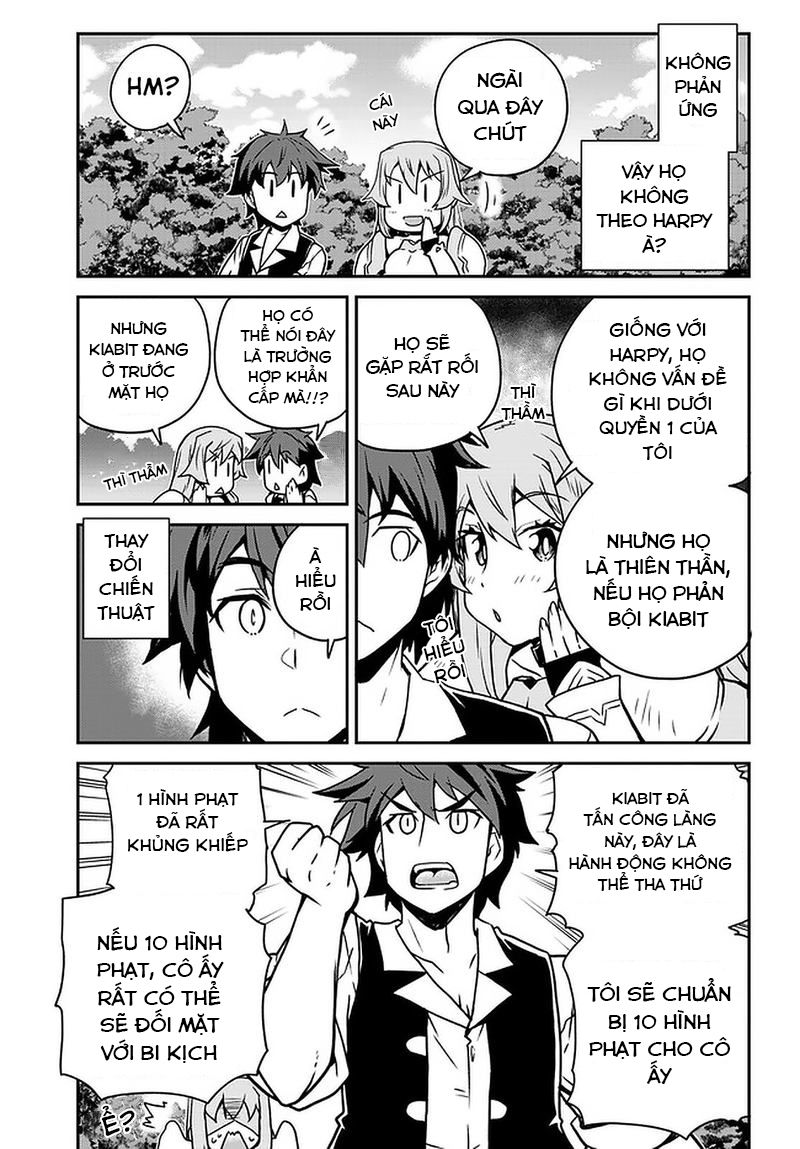 KHÔNG
PHẢN
ỨNG
VẬY HỌ
KHÔNG
THEO HARPY
À?
NGÀI
QUA ĐÂY
CHÚT
CÁI
NÀY
HM?
GIỐNG VỚI
HARPY, HỌ
KHÔNG VẤN ĐỀ
GÌ KHI DƯỚI
QUYỀN 1 CỦA
TÔI
NHƯNG HỌ
LÀ THIÊN THẦN,
NẾU HỌ PHẢN
BỘI KIABIT
THÌ
THẦM
HỌ SẼ
GẶP RẤT RỐI
SAU NÀY
TÔI
HIỂU
RỒI
HỌ CÓ
THỂ NÓI ĐÂY
LÀ TRƯỜNG
HỢP KHẨN
CẤP MÀ!!?
NHƯNG
KIABIT ĐANG
Ở TRƯỚC
MẶT HỌ
THÌ THẦM
À
HIỂU
RỒI
THAY
ĐỔI
CHIẾN
THUẬT
KIABIT ĐÃ
TẤN CÔNG LÀNG
NÀY, ĐÂY LÀ
HÀNH ĐỘNG KHÔNG
THỂ THA THỨ
TÔI SẼ CHUẨN
BỊ 10 HÌNH
PHẠT CHO CÔ
ẤY
1 HÌNH PHẠT
ĐÃ RẤT
KHỦNG KHIẾP
NẾU 10 HÌNH
PHẠT, CÔ ẤY
RẤT CÓ THỂ
SẼ ĐỐI MẶT
VỚI BI KỊCH
Ể?